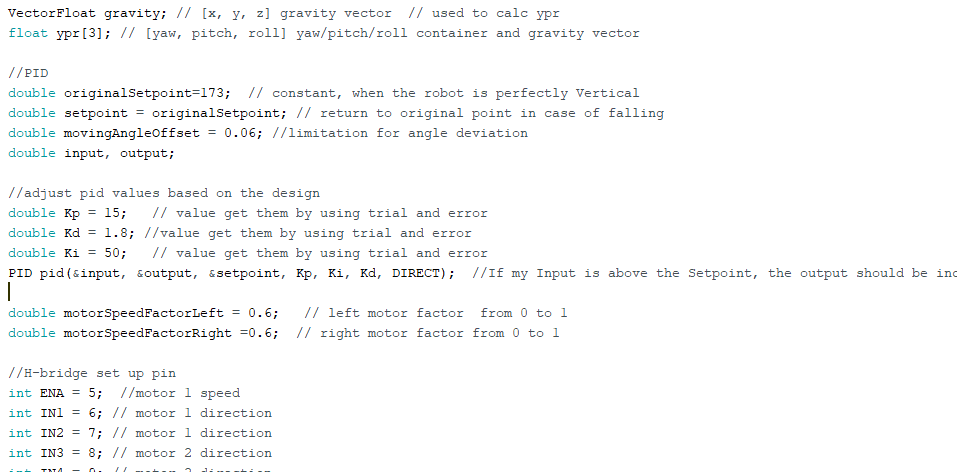 VectorFloat gravity; // [x, y, z] gravity vector  // used to calc ypr
float ypr[3]; // [yaw, pitch, roll] yaw/pitch/roll container and gravity vector
//PID
double originalSetpoint=173;  // constant, when the robot is perfectly Vertical
double setpoint = originalSetpoint; // return to original point in case of falling
double movingAngleOffset = 0.06; //limitation for angle deviation
double input, output;
//adjust pid values based on the design
double Kp = 15;   // value get them by using trial and error
double Kd = 1.8; //value get them by using trial and error
double Ki = 50;   // value get them by using trial and error
PID pid(&input, &output, &setpoint, Kp, Ki, Kd, DIRECT);  //If my Input is above the Setpoint, the output should be inc
double motorSpeedFactorLeft = 0.6;   // left motor factor  from 0 to 1
double motorSpeedFactorRight =0.6;  // right motor factor from 0 to 1
//H-bridge set up pin
int ENA = 5;  //motor 1 speed
int IN1 = 6; // motor 1 direction
int IN2 = 7; // motor 1 direction
int IN3 = 8; // motor 2 direction
int IN4 = 9; // motor 2 direction